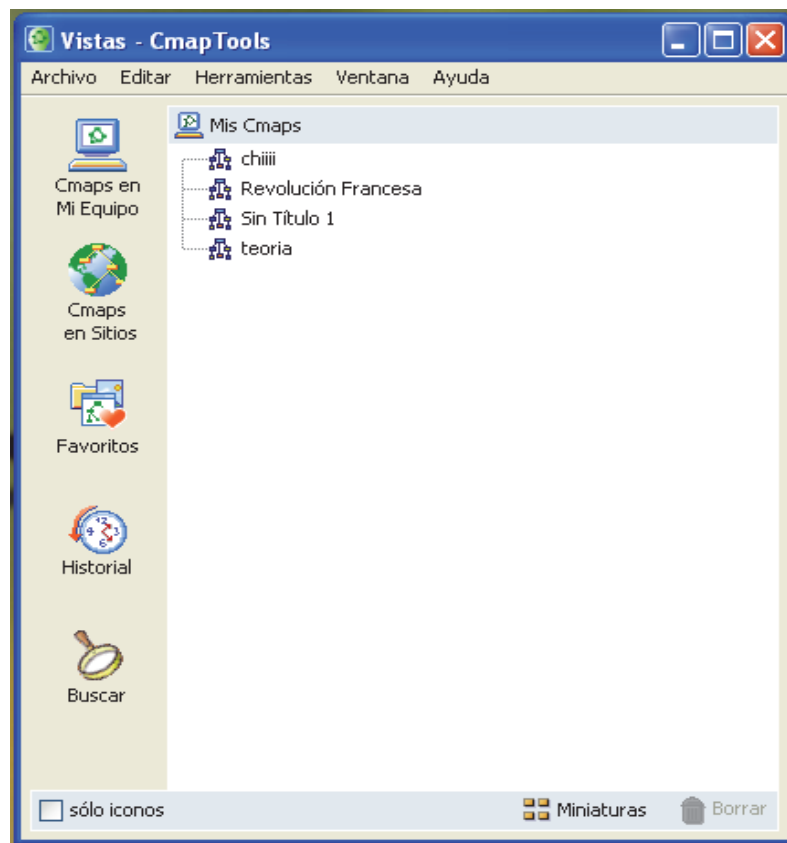 Vistas - CmapTools
Archivo Editar Herramientas Ventana Ayuda
Cmaps en
Mi Equipo
Cmaps
en Sitios
Favoritos
Historial
Buscar
Mis Cmaps
chiiii
Revolución Francesa
Sin Título 1
teoria
sólo iconos Miniaturas Borrar